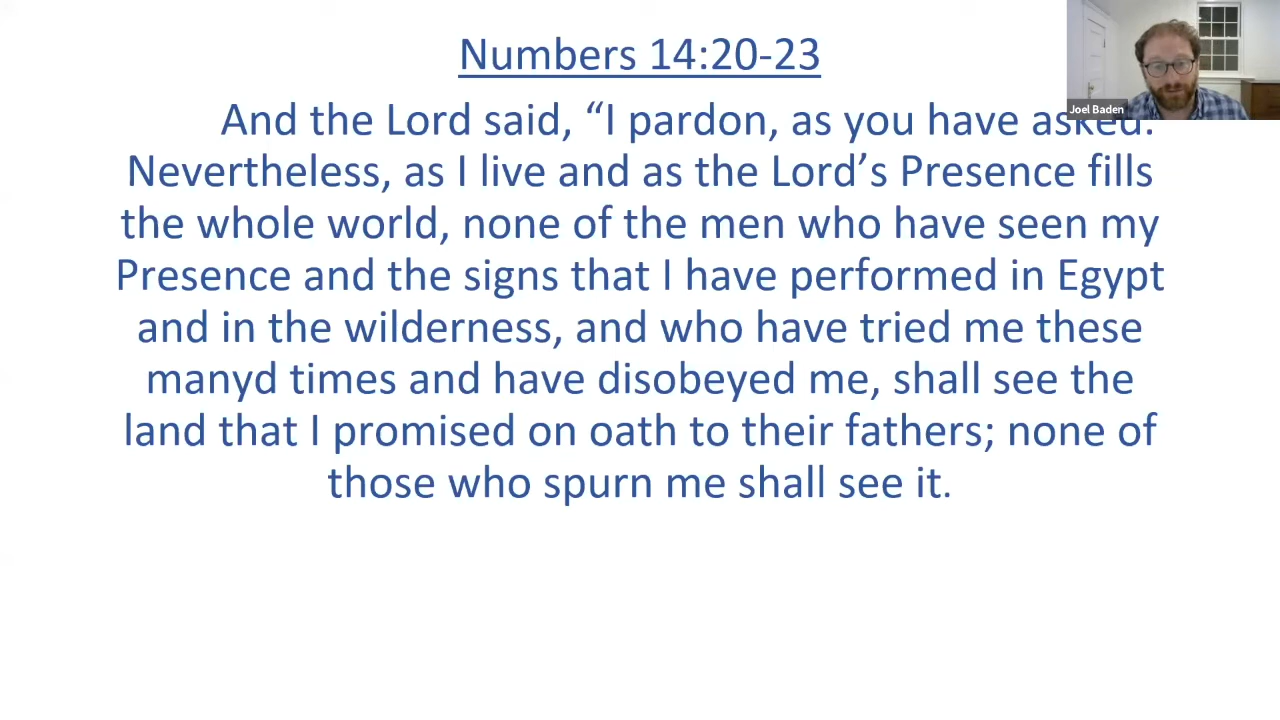 Numbers 14:20-23
Joel Baden
And the Lord said, “I pardon, as you have asked.
Nevertheless, as I live and as the Lord’s Presence fills
the whole world, none of the men who have seen my
Presence and the signs that I have performed in Egypt
and in the wilderness, and who have tried me these
manyd times and have disobeyed me, shall see the
land that I promised on oath to their fathers; none of
those who spurn me shall see it.